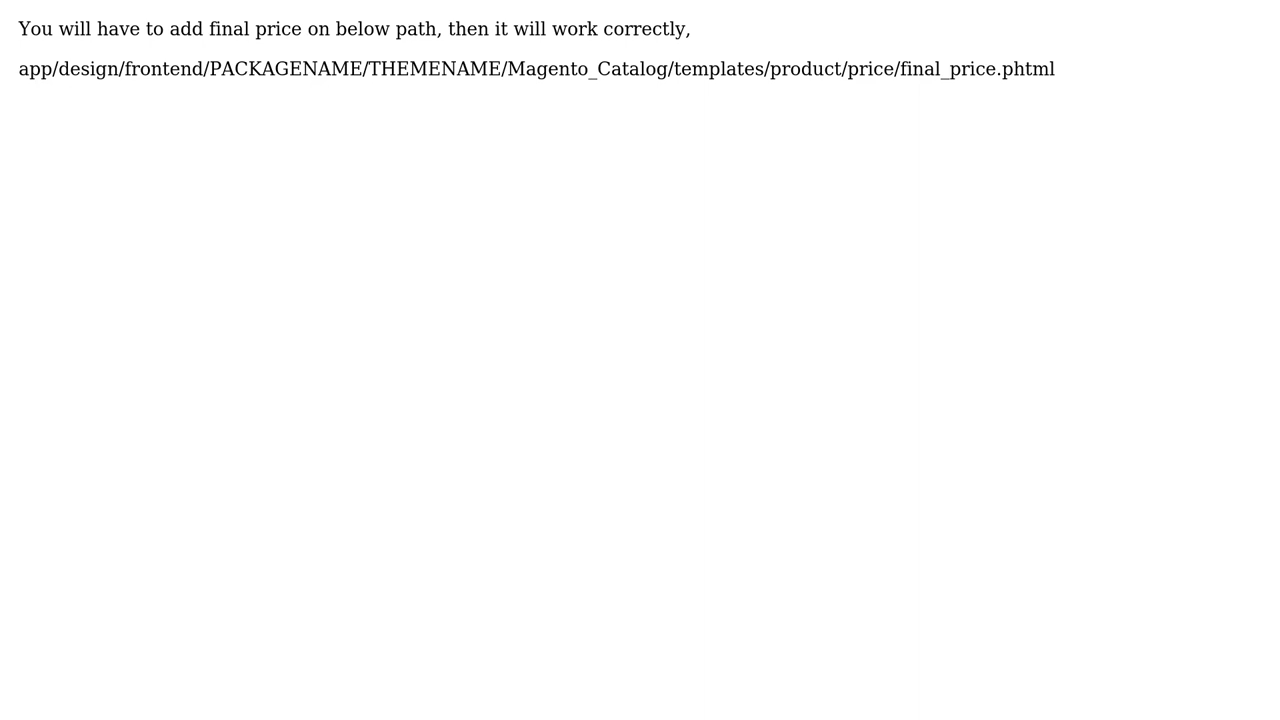 You will have to add final price on below path, then it will work correctly,
app/design/frontend/PACKAGENAME/THEMENAME/Magento_Catalog/templates/product/price/final_price.phtml